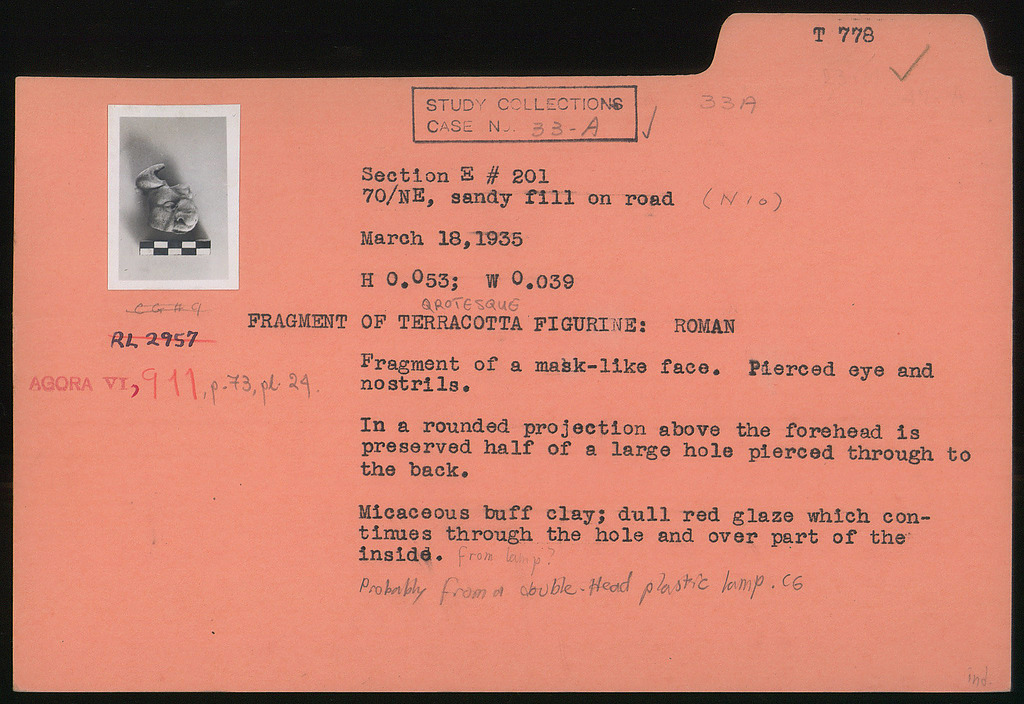 T 778
STUDY COLLECTIONS
CASE No. 33-A
33A
Section E # 201
70/NE, sandy fill on road (N10)
March 18,1935
H 0.053; W 0.039
GROTESQUE
FRAGMENT OF TERRACOTTA FIGURINE: ROMAN
CG#9
RL 2957
AGORA VI, 911, p.73, pl. 24.
Fragment of a mask-like face. Pierced eye and
nostrils.
In a rounded projection above the forehead is
preserved half of a large hole pierced through to
the back.
Micaceous buff clay; dull red glaze which con-
tinues through the hole and over part of the
inside. from lamp?
Probably from a double-Head plastic lamp. CG
ind.